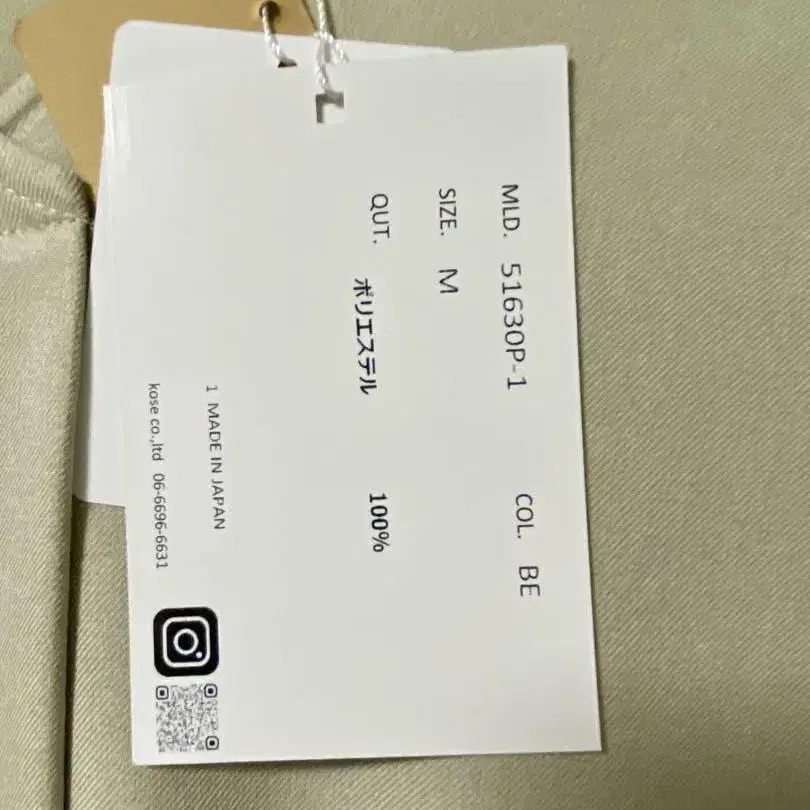 MLD. 51630P-1 COL. BE
SIZE. M
QUT. ポリエステル 100%
1 MADE IN JAPAN
kose co.,ltd 06-6696-6631